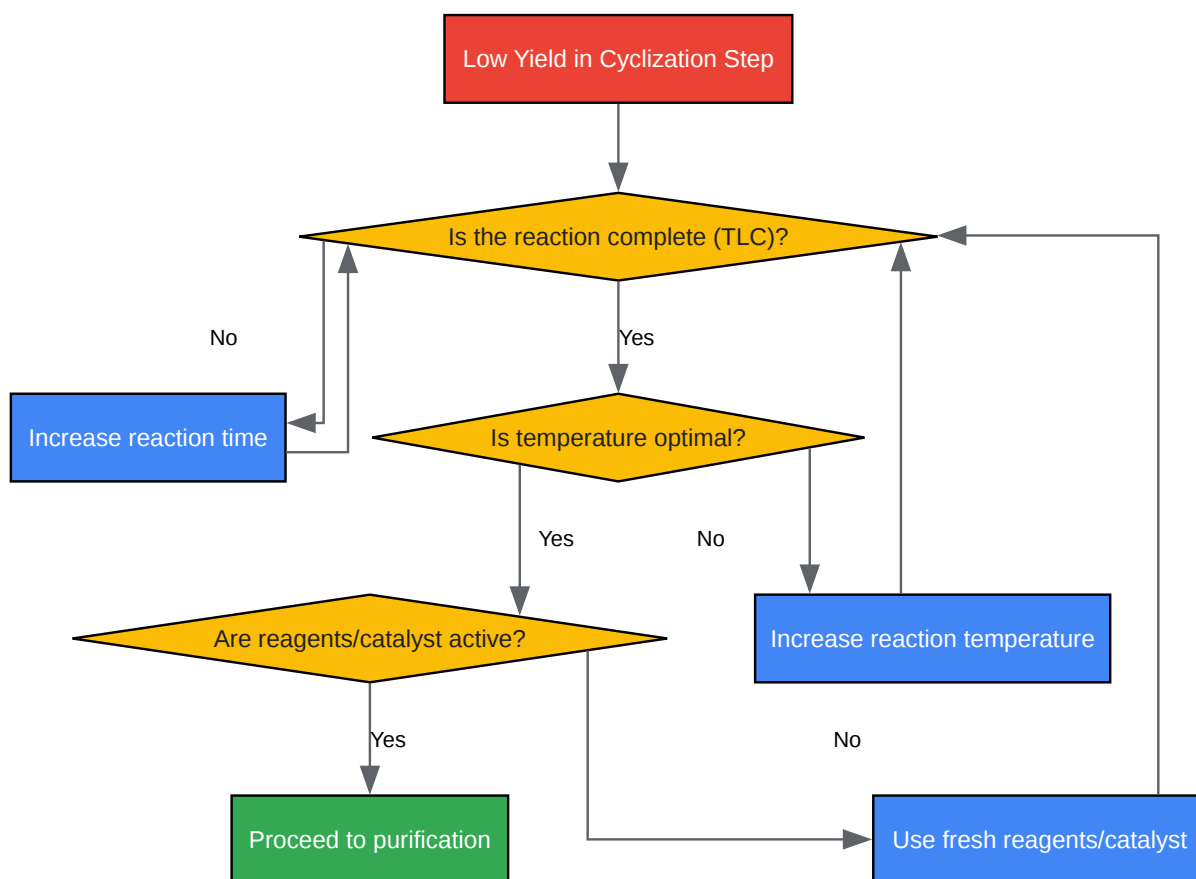 Low Yield in Cyclization Step
Is the reaction complete (TLC)?
No
Yes
Increase reaction time
Is temperature optimal?
Yes
No
Are reagents/catalyst active?
Increase reaction temperature
Yes
No
Proceed to purification
Use fresh reagents/catalyst